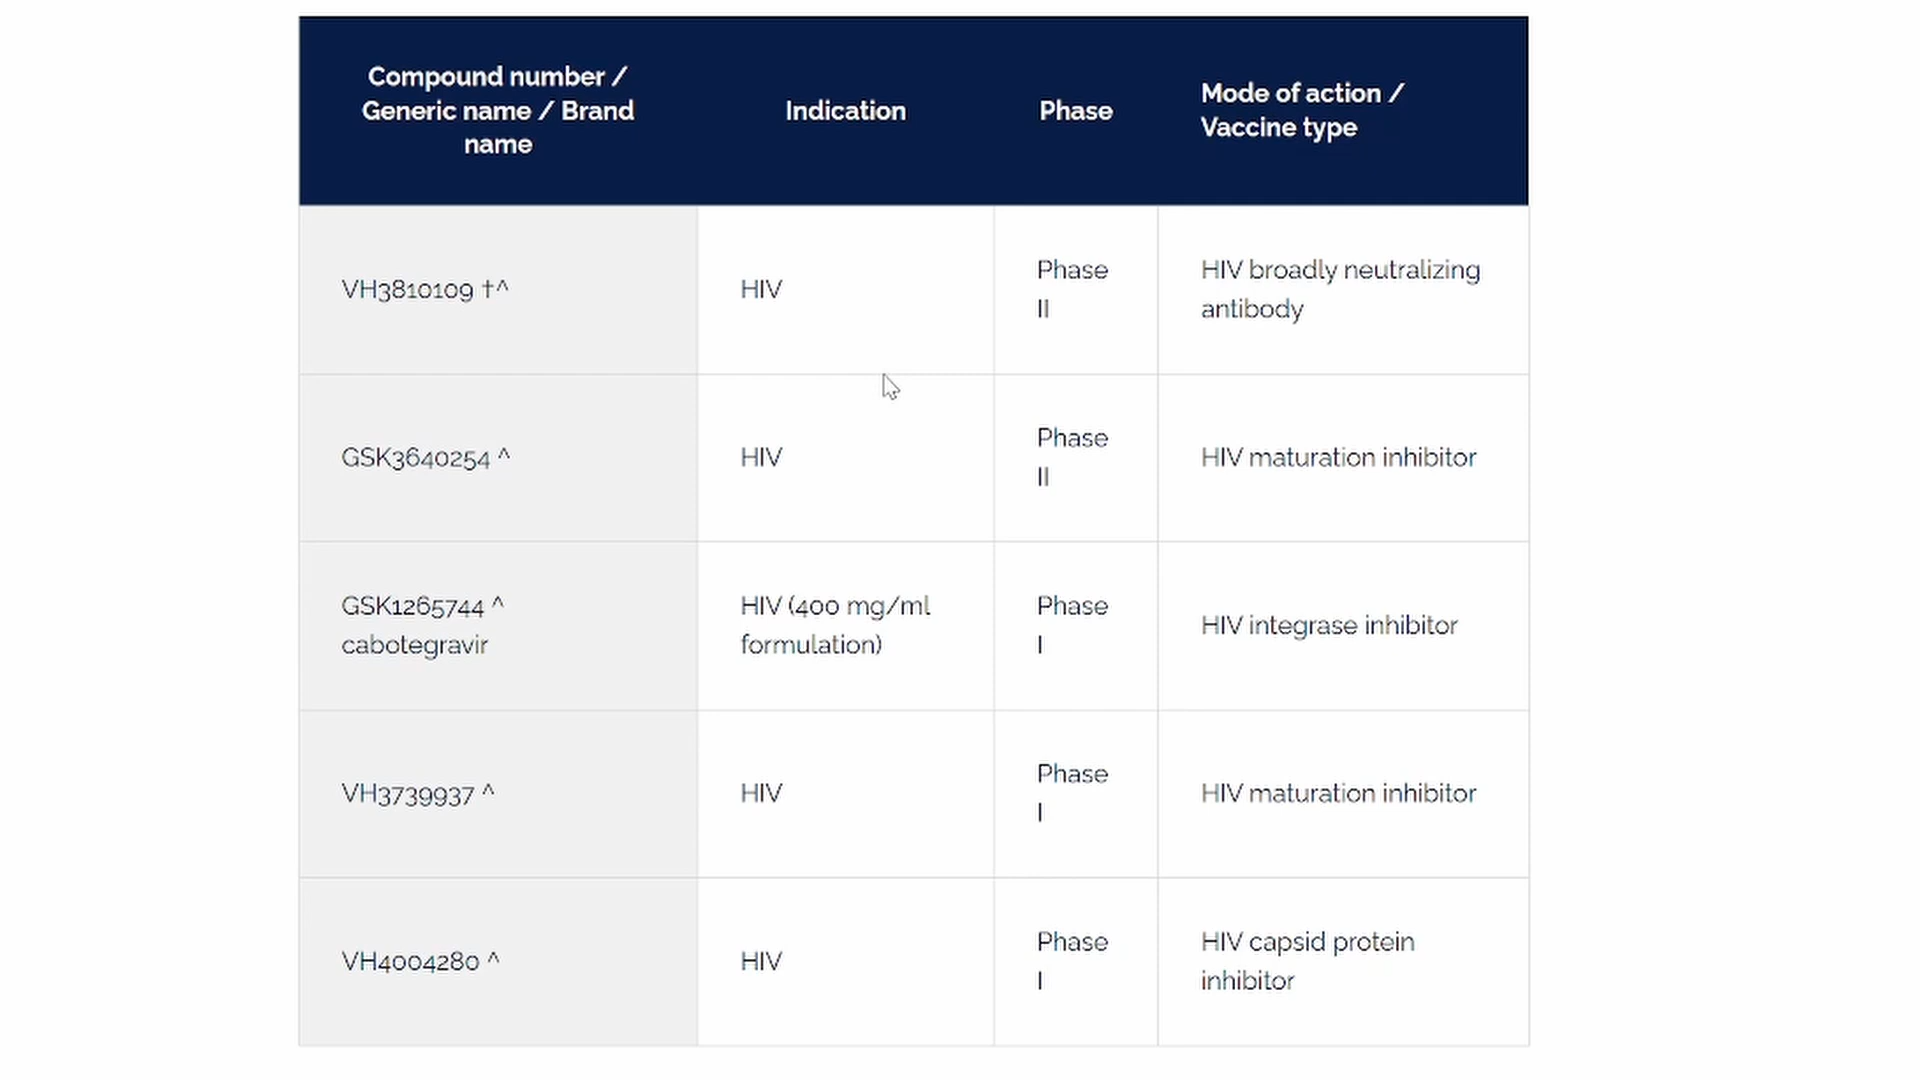 Compound number /
Generic name / Brand
name
Indication
Phase
Mode of action /
Vaccine type
VH3810109 †^
HIV
Phase
II
HIV broadly neutralizing
antibody
GSK3640254 ^
HIV
Phase
II
HIV maturation inhibitor
GSK1265744 ^
cabotegravir
HIV (400 mg/ml
formulation)
Phase
I
HIV integrase inhibitor
VH3739937 ^
HIV
Phase
I
HIV maturation inhibitor
VH4004280 ^
HIV
Phase
I
HIV capsid protein
inhibitor